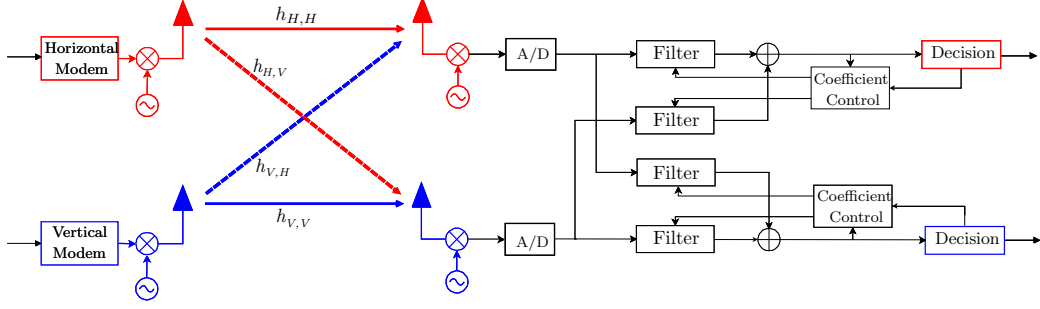 h_{H,H}
Horizontal
Modem
A/D
Filter
Decision
h_{H,V}
Coefficient
Control
Filter
h_{V,H}
Filter
Coefficient
Control
Vertical
Modem
h_{V,V}
A/D
Filter
Decision